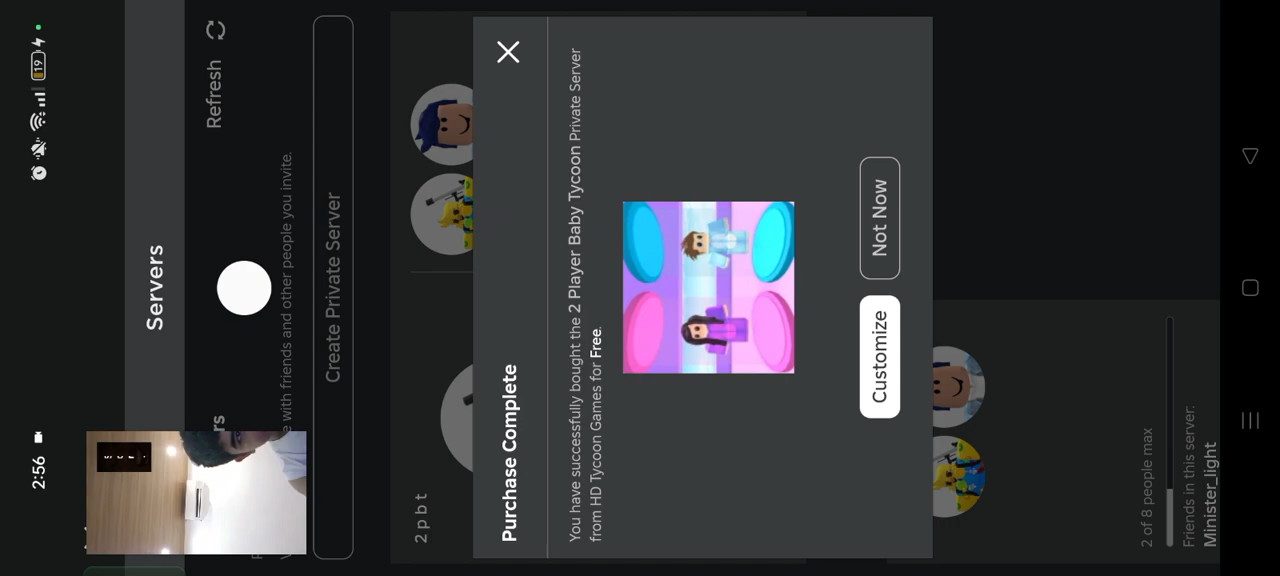 2:56
19
Servers
Refresh
rs
e with friends and other people you invite.
Create Private Server
2 p b t
Purchase Complete
You have successfully bought the 2 Player Baby Tycoon Private Server
from HD Tycoon Games for Free.
Customize
Not Now
2 of 8 people max
Friends in this server:
Minister_light